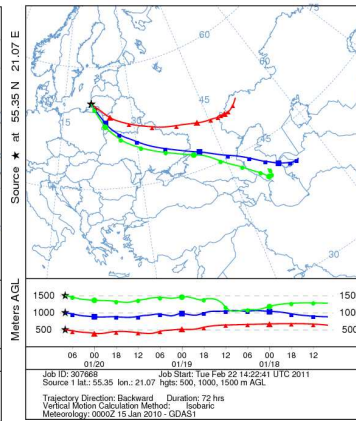 Source ★ at 55.35 N 21.07 E
75
60
60
45
45
15
30
Meters AGL
1500
1000
500
1500
1000
500
06 00 18 12 06 00 18 12 06 00 18 12
01/20 01/19 01/18
Job ID: 307668 Job Start: Tue Feb 22 14:22:41 UTC 2011
Source 1 lat.: 55.35 lon.: 21.07 hgts: 500, 1000, 1500 m AGL
Trajectory Direction: Backward Duration: 72 hrs
Vertical Motion Calculation Method: Isobaric
Meteorology: 0000Z 15 Jan 2010 - GDAS1